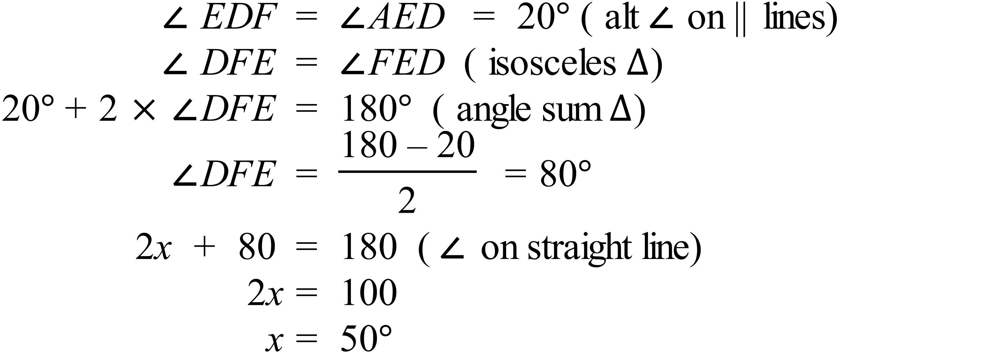 ∠ EDF = ∠AED = 20° ( alt ∠ on || lines)
∠ DFE = ∠FED ( isosceles Δ)
20° + 2 × ∠DFE = 180° ( angle sum Δ)
∠DFE = \frac{180 – 20}{2} = 80°
2x + 80 = 180 ( ∠ on straight line)
2x = 100
x = 50°